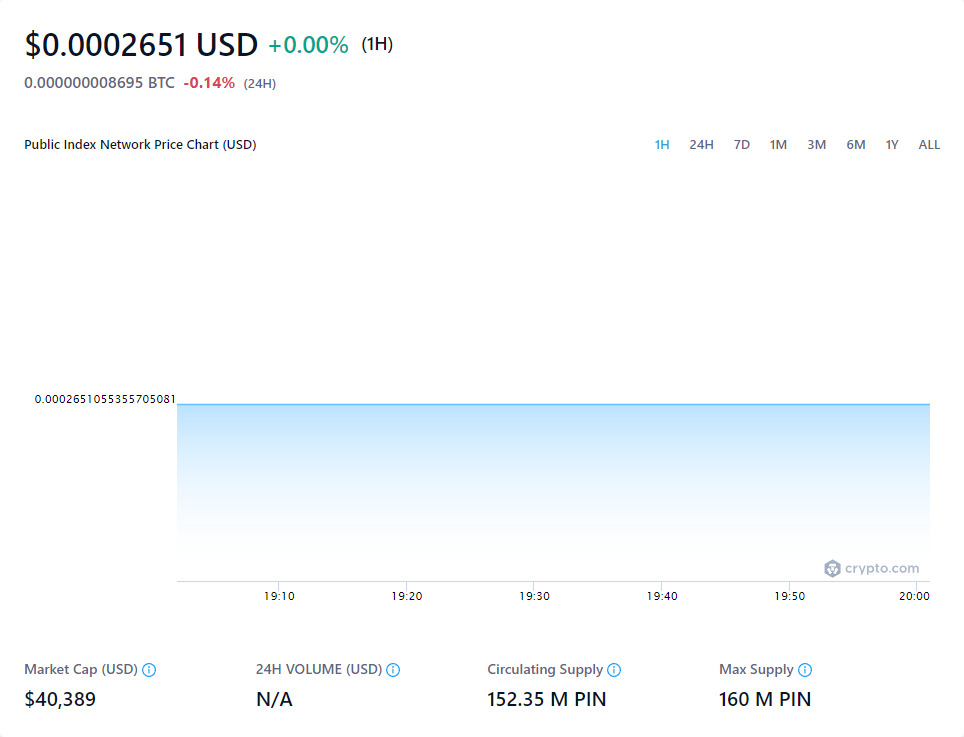 $0.0002651 USD +0.00% (1H)
0.000000008695 BTC -0.14% (24H)
Public Index Network Price Chart (USD) 1H 24H 7D 1M 3M 6M 1Y ALL
0.0002651055355705081
crypto.com
19:10 19:20 19:30 19:40 19:50 20:00
Market Cap (USD) 24H VOLUME (USD) Circulating Supply Max Supply
$40,389 N/A 152.35 M PIN 160 M PIN